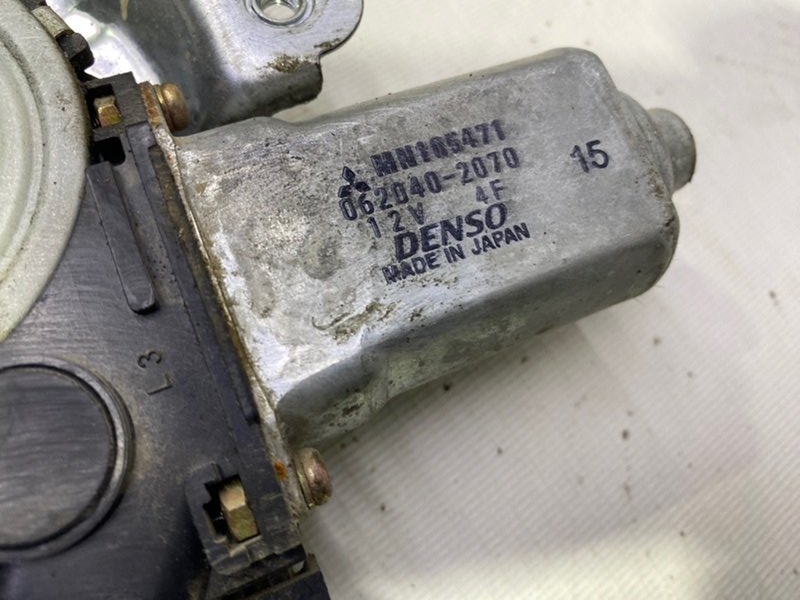 MN105471
062040-2070
15
12V 4F
DENSO
MADE IN JAPAN
L3